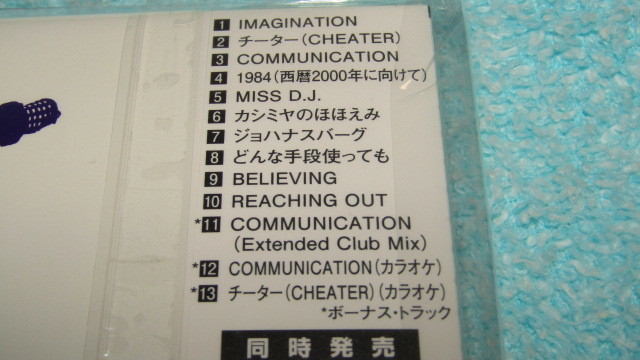 1 IMAGINATION
2 チーター(CHEATER)
3 COMMUNICATION
4 1984(西暦2000年に向けて)
5 MISS D.J.
6 カシミヤのほほえみ
7 ジョハナスバーグ
8 どんな手段使っても
9 BELIEVING
10 REACHING OUT
*11 COMMUNICATION
(Extended Club Mix)
*12 COMMUNICATION(カラオケ)
*13 チーター(CHEATER)(カラオケ)
*ボーナス・トラック
同時発売